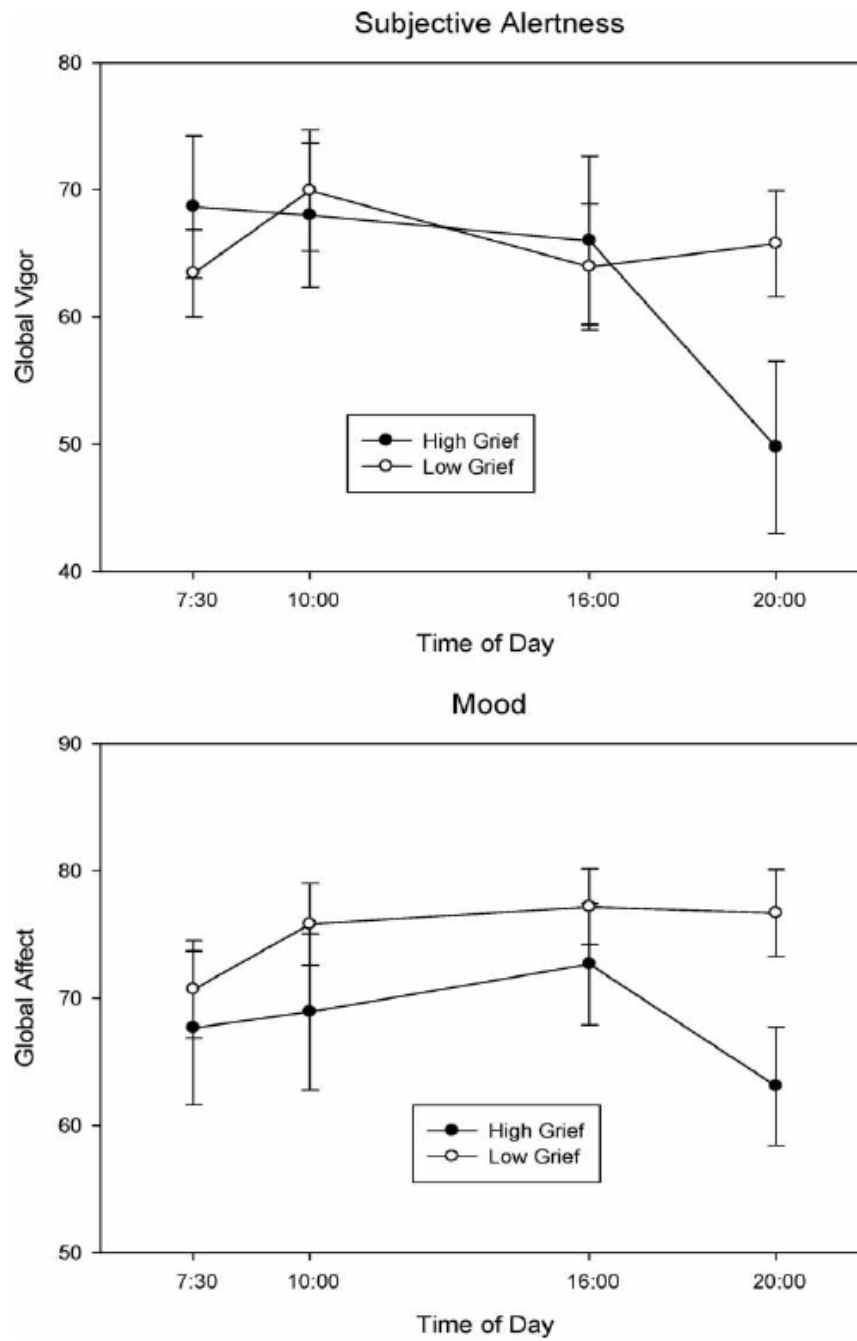 Subjective Alertness
80
70
60
50
40
Global Vigor
High Grief
Low Grief
7:30
10:00
16:00
20:00
Time of Day
Mood
90
80
70
60
50
Global Affect
High Grief
Low Grief
7:30
10:00
16:00
20:00
Time of Day